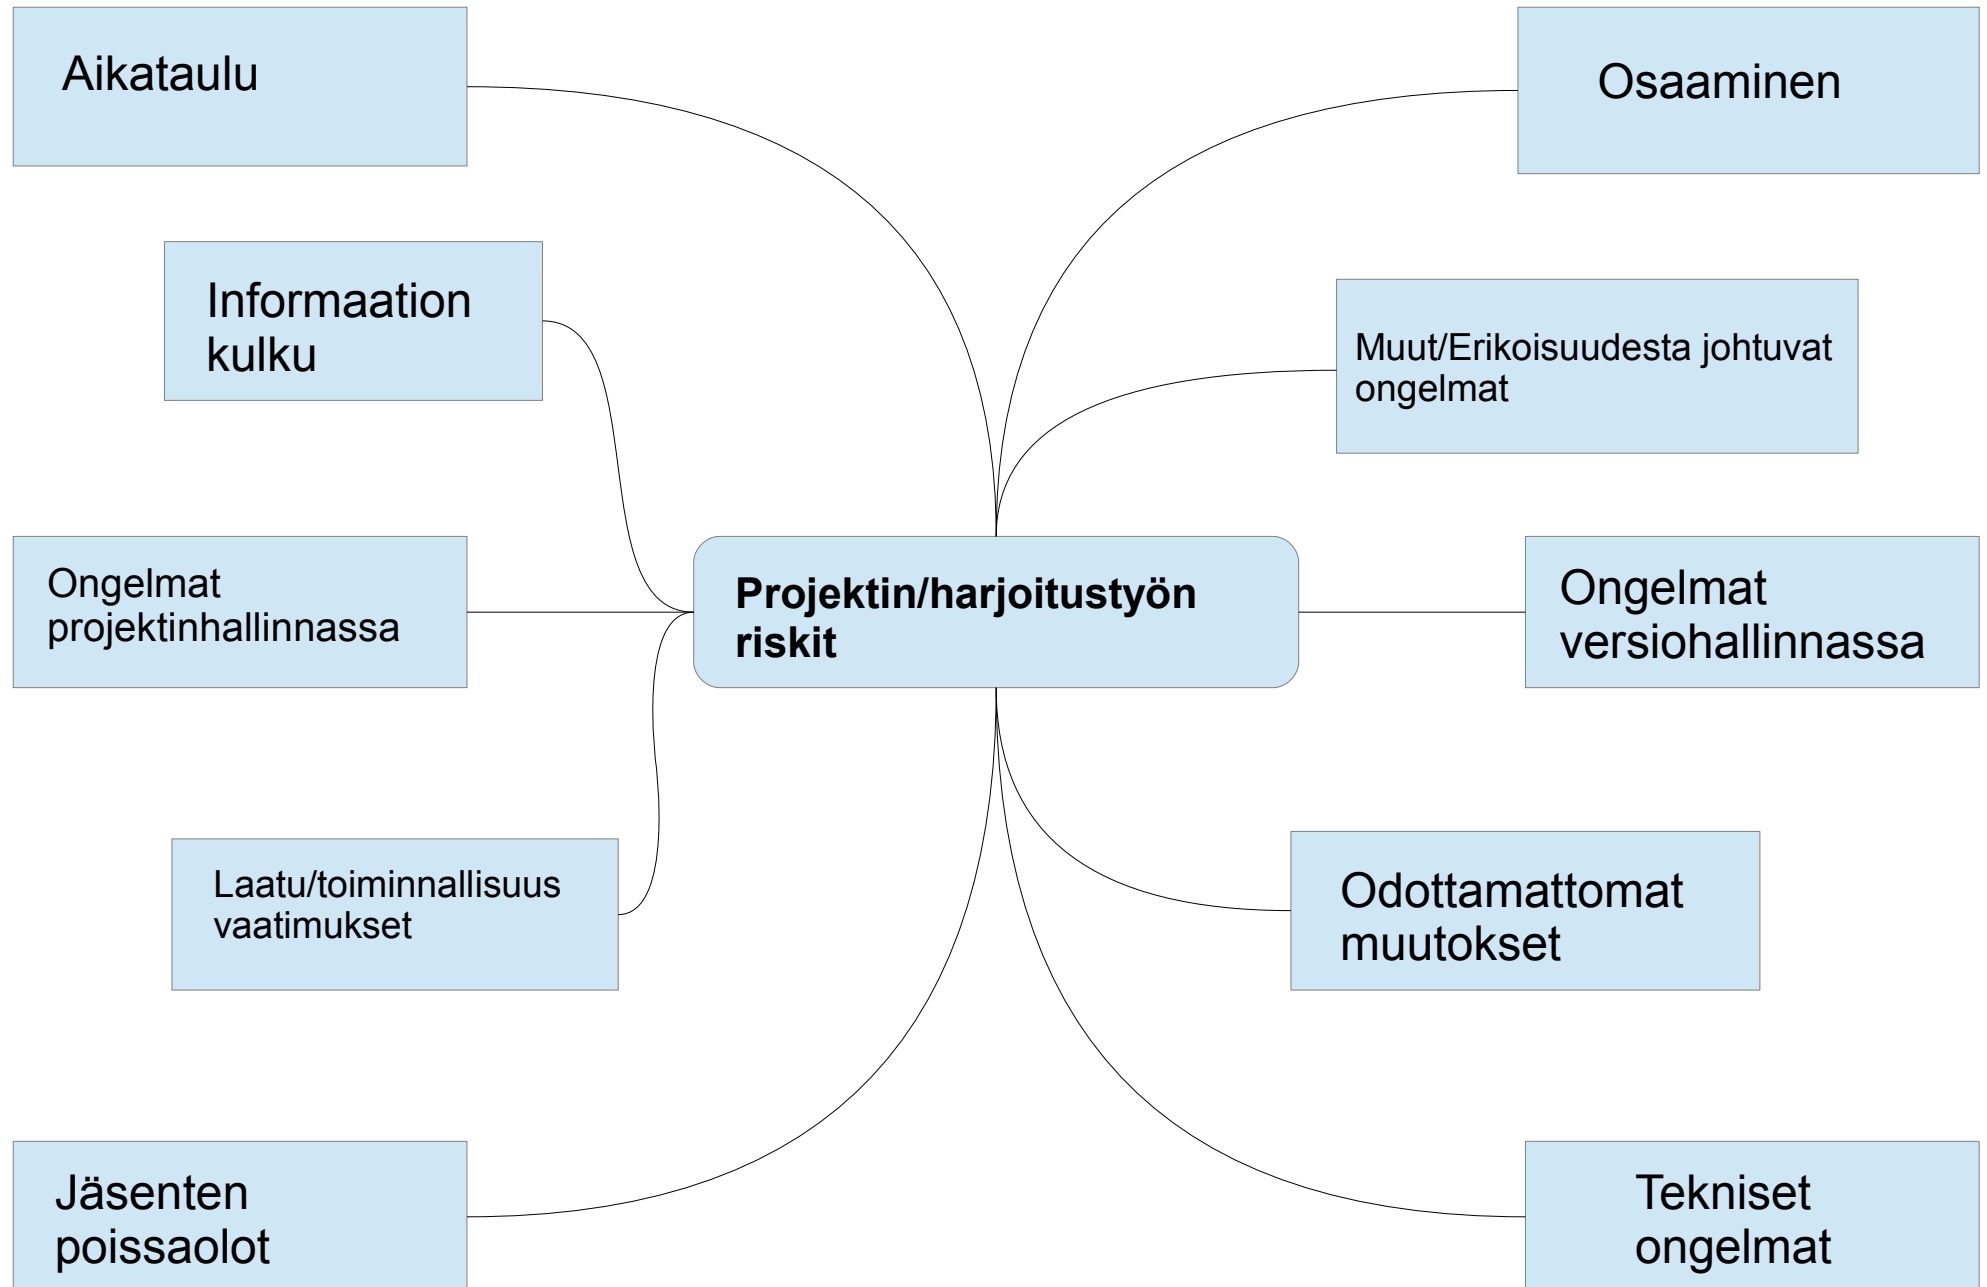 Aikataulu
Osaaminen
Informaation
kulku
Muut/Erikoisuudesta johtuvat
ongelmat
Ongelmat
projektinhallinnassa
Projektin/harjoitustyön
riskit
Ongelmat
versiohallinnassa
Laatu/toiminnallisuus
vaatimukset
Odottamattomat
muutokset
Jäsenten
poissaolot
Tekniset
ongelmat